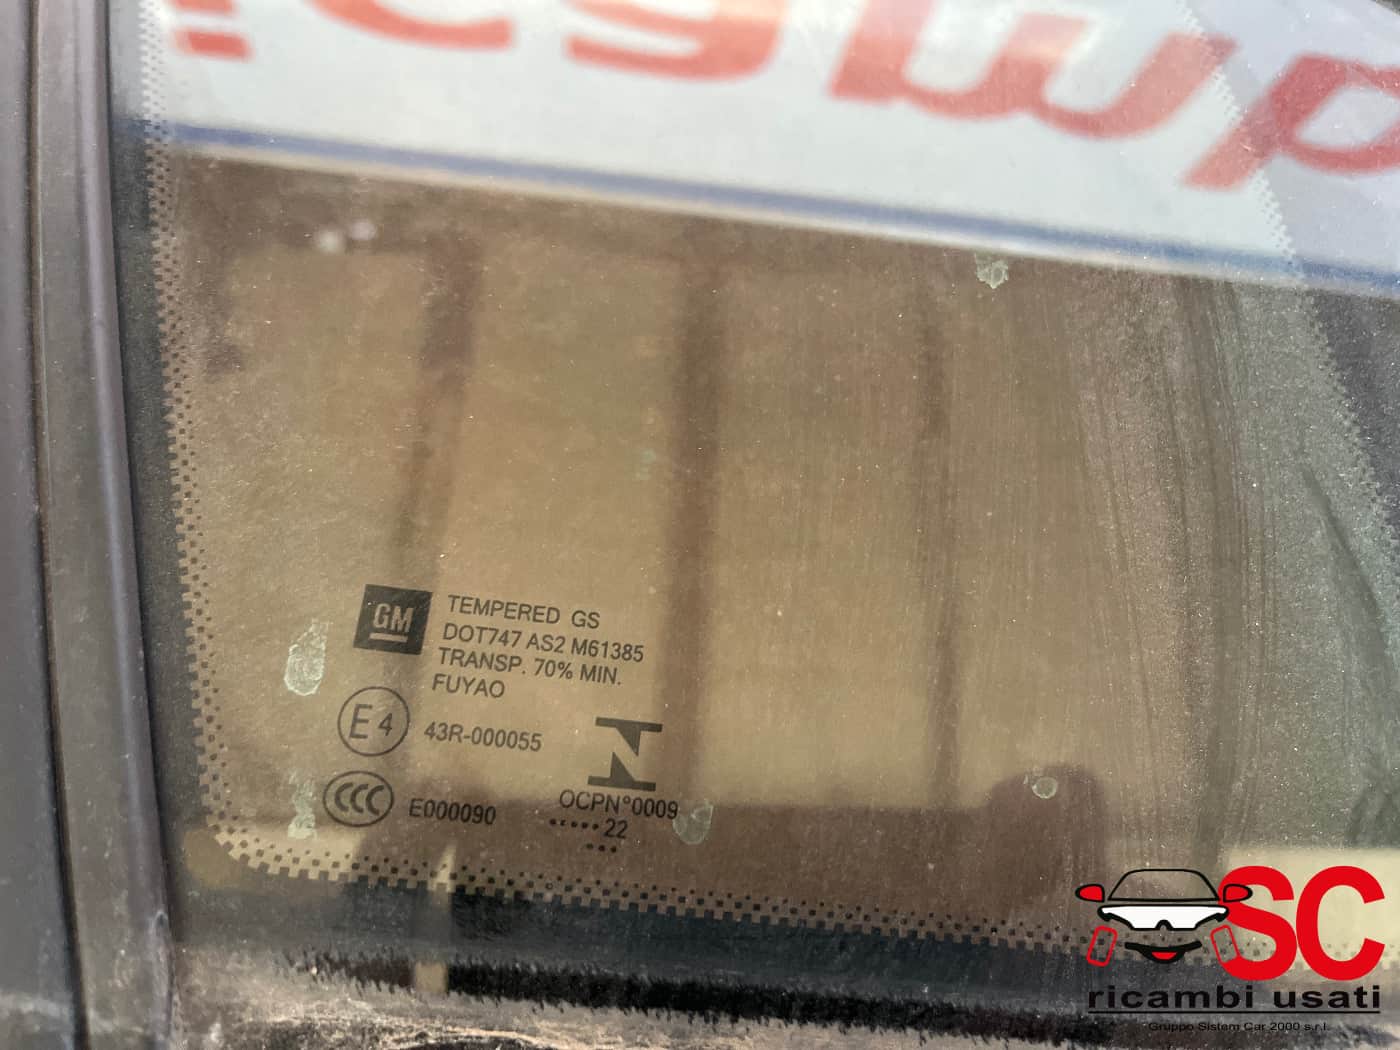 GM
TEMPERED GS
DOT747 AS2 M61385
TRANSP. 70% MIN.
FUYAO
E4
43R-000055
CCC
E000090
OCPN°0009
••••••22
•••
SC
ricambi usati
Gruppo Sistem Car 2000 s.r.l.